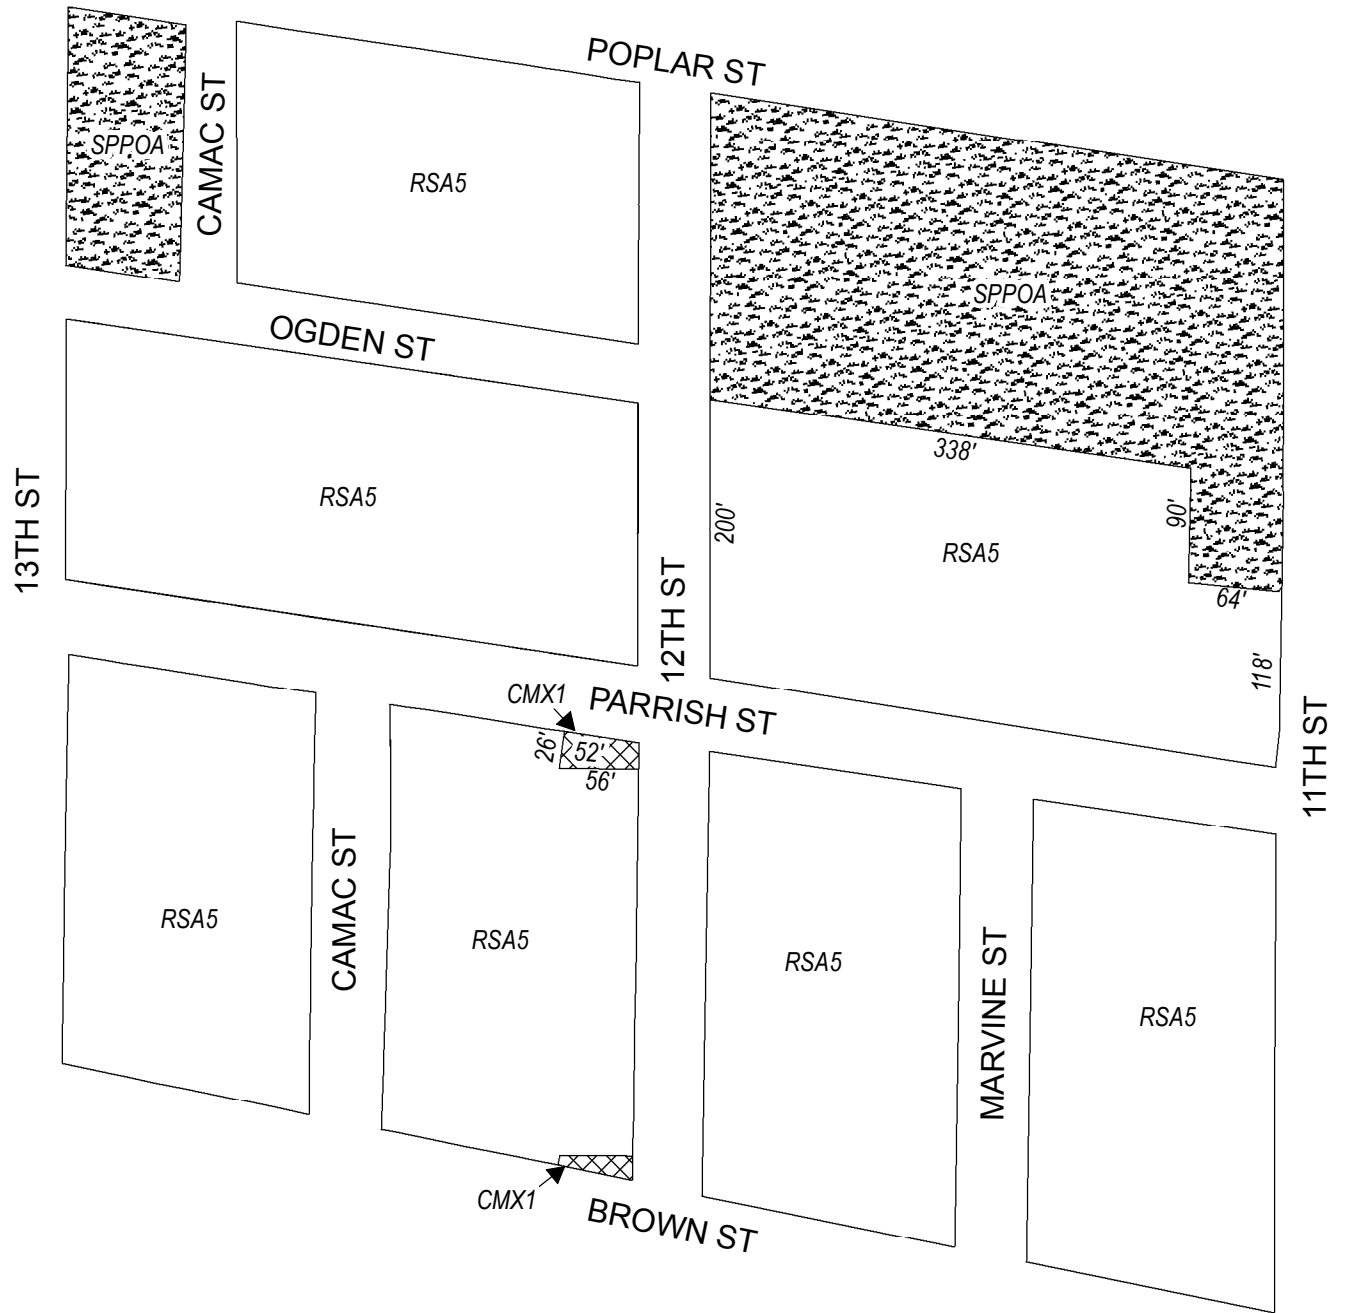 POPLAR ST
SPPOA
CAMAC ST
RSA5
SPPOA
OGDEN ST
338'
13TH ST
RSA5
200'
90'
RSA5
64'
12TH ST
118'
CMX1
PARRISH ST
26'
52'
56'
11TH ST
RSA5
CAMAC ST
RSA5
RSA5
MARVINE ST
RSA5
CMX1
BROWN ST